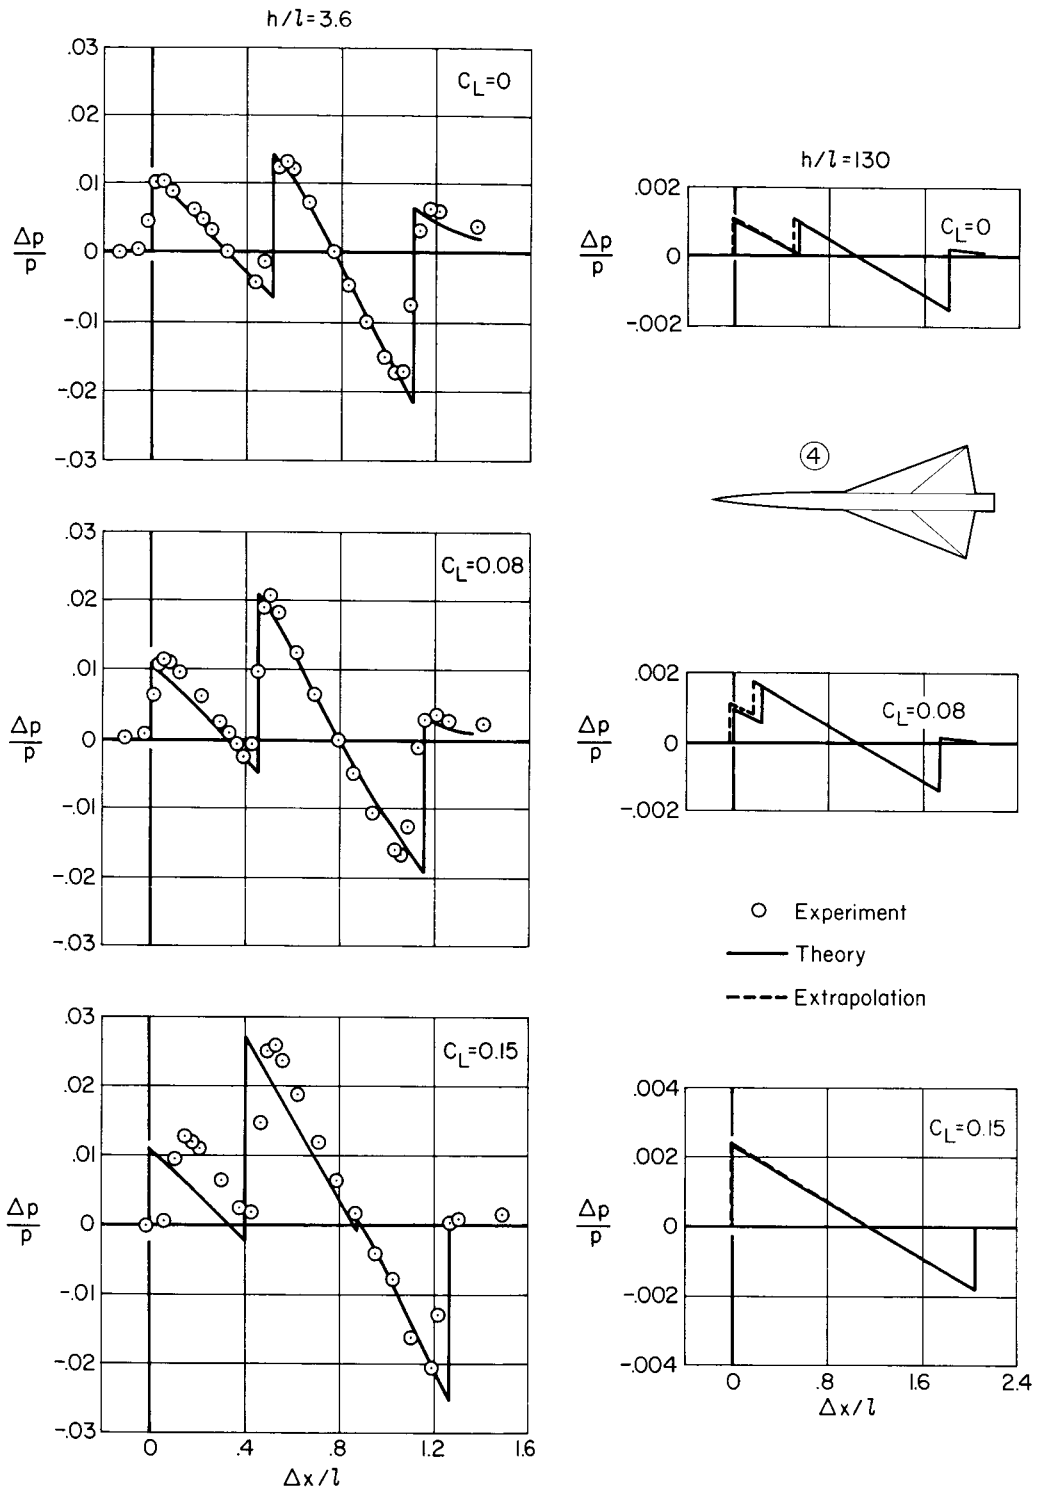 h/l=3.6
.03
.02
.01
0
-.01
-.02
-.03
Δp/p
C_L=0
h/l=130
.002
0
-.002
Δp/p
C_L=0
4
.03
.02
.01
0
-.01
-.02
-.03
Δp/p
C_L=0.08
.002
0
-.002
Δp/p
C_L=0.08
Experiment
Theory
Extrapolation
.03
.02
.01
0
-.01
-.02
-.03
Δp/p
C_L=0.15
0 .4 .8 1.2 1.6
Δx/l
.004
.002
0
-.002
-.004
Δp/p
C_L=0.15
0 .8 1.6 2.4
Δx/l